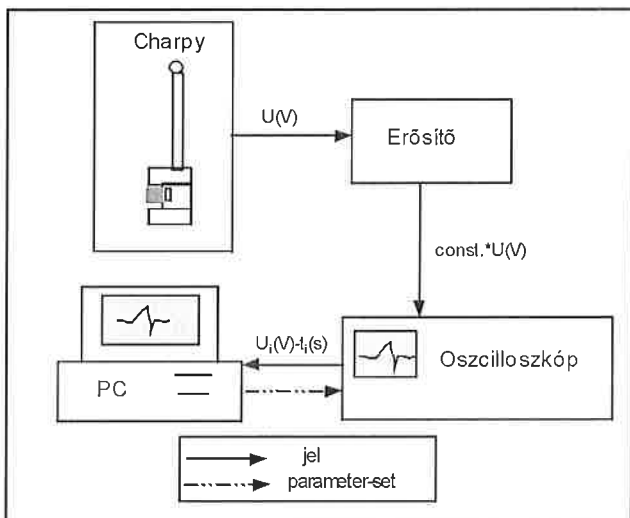 Charpy
U(V)
Erősítő
const.*U(V)
Ui(V)-ti(s)
Oszcilloszkóp
PC
jel
parameter-set